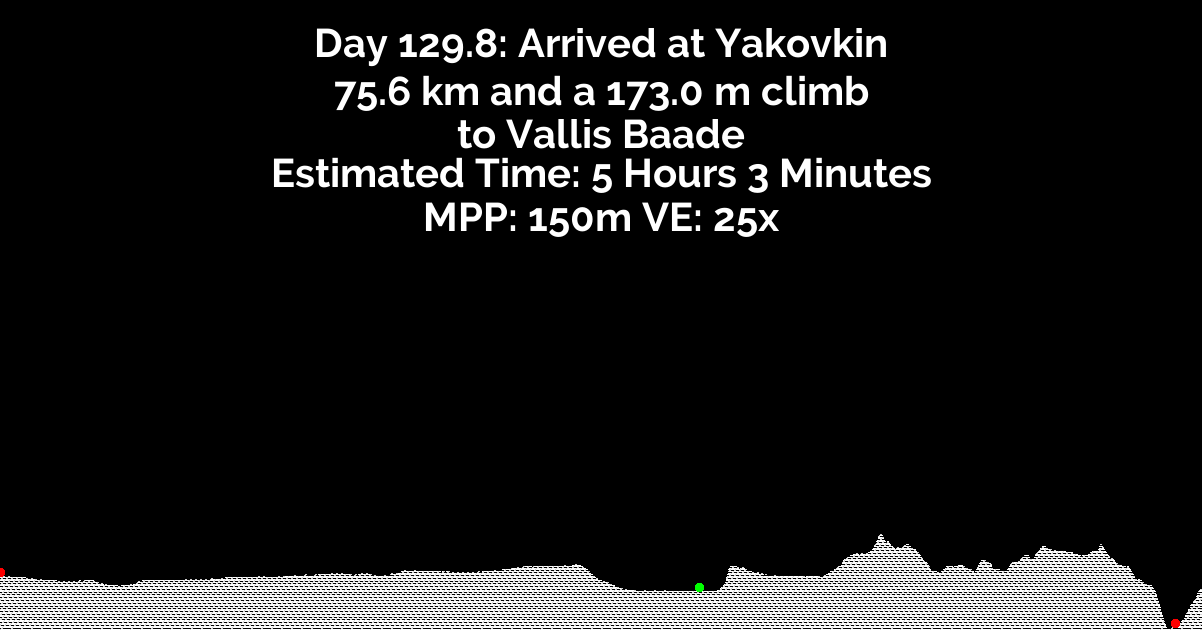 Day 129.8: Arrived at Yakovkin
75.6 km and a 173.0 m climb
to Vallis Baade
Estimated Time: 5 Hours 3 Minutes
MPP: 150m VE: 25x